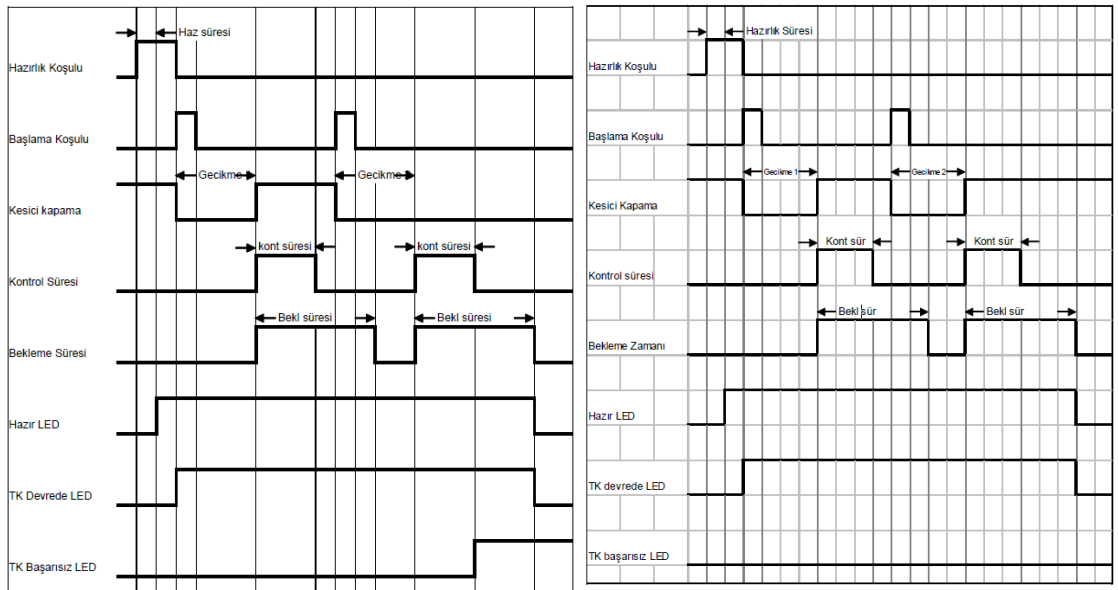 Haz süresi
Hazırlık Koşulu
Başlama Koşulu
Gecikme
Gecikme
Kesici kapama
kont süresi
kont süresi
Kontrol Süresi
Bekl süresi
Bekl süresi
Bekleme Süresi
Hazır LED
TK Devrede LED
TK Başarısız LED
Hazırlık Süresi
Hazırlık Koşulu
Başlama Koşulu
Gecikme 1
Gecikme 2
Kesici Kapama
Kont sür
Kont sür
Kontrol süresi
Bekl sür
Bekl sür
Bekleme Zamanı
Hazır LED
TK devrede LED
TK başarısız LED